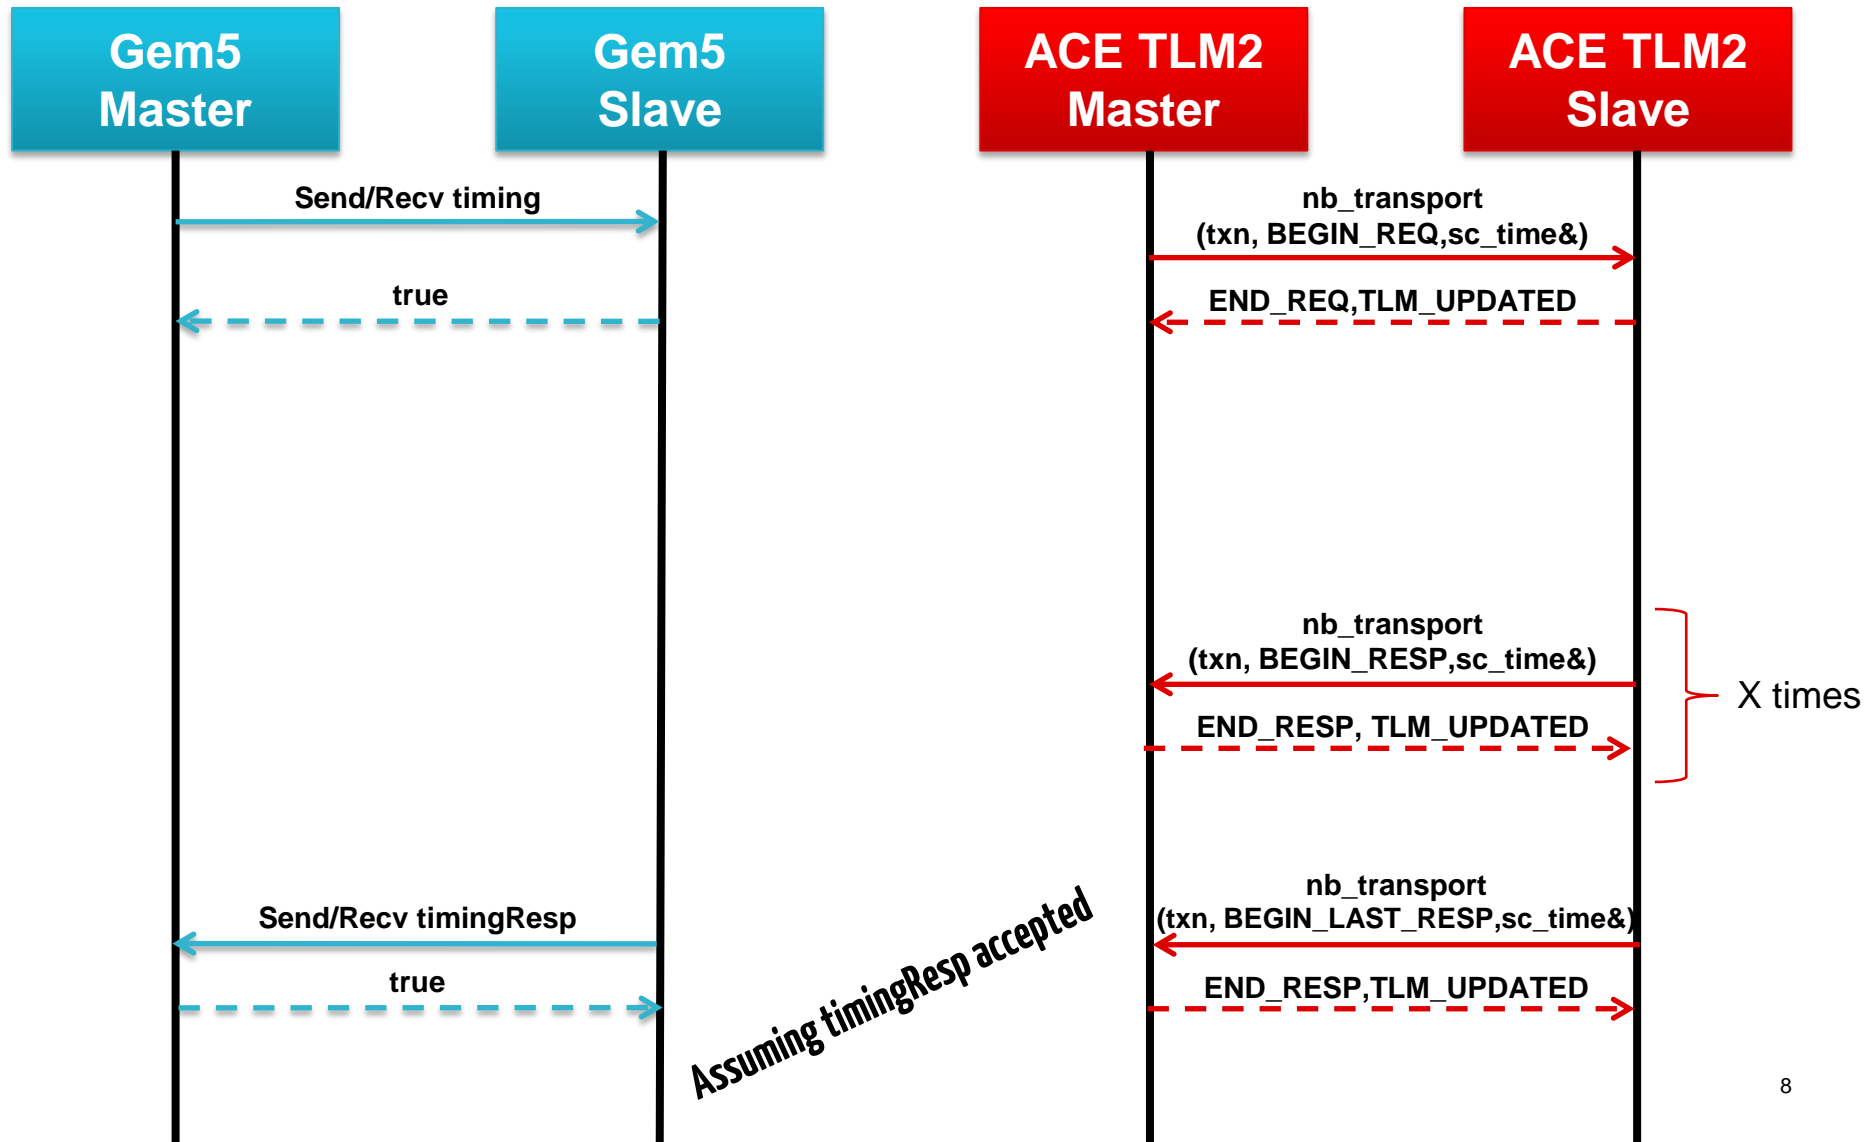 Gem5
Master
Gem5
Slave
ACE TLM2
Master
ACE TLM2
Slave
Send/Recv timing
true
nb_transport
(txn, BEGIN_REQ,sc_time&)
END_REQ,TLM_UPDATED
nb_transport
(txn, BEGIN_RESP,sc_time&)
END_RESP, TLM_UPDATED
X times
Send/Recv timingResp
true
Assuming timingResp accepted
nb_transport
(txn, BEGIN_LAST_RESP,sc_time&)
END_RESP,TLM_UPDATED
8